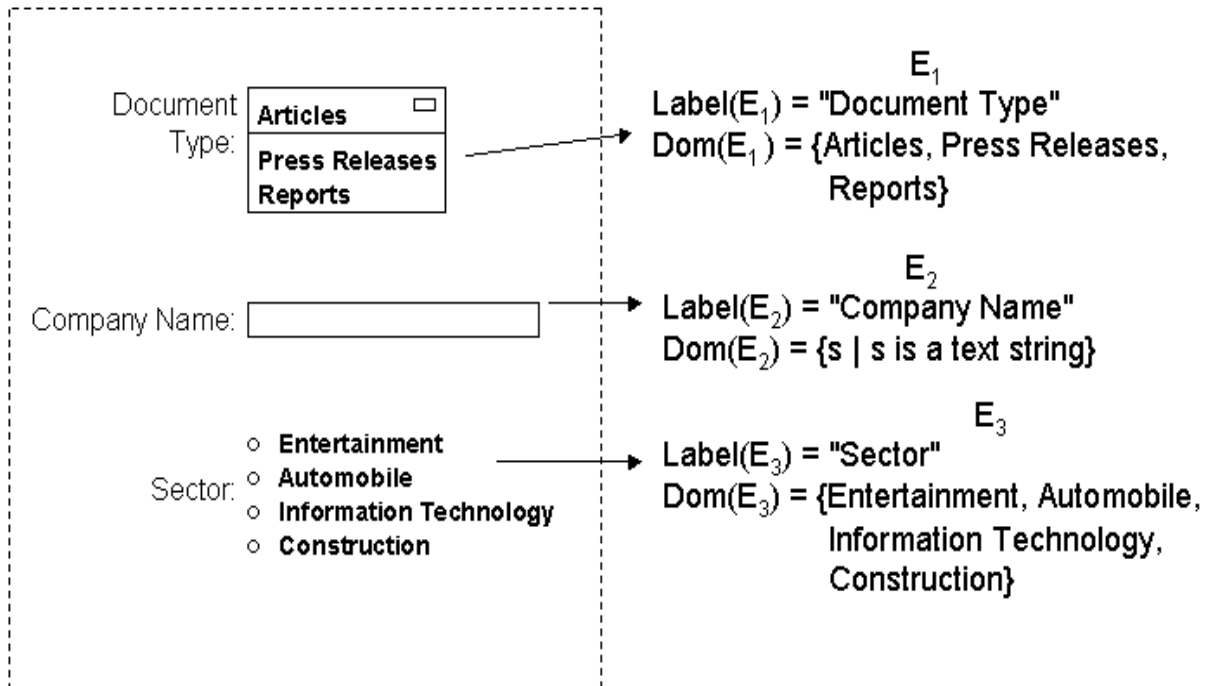 Document
Type:
Articles
Press Releases
Reports
E₁
Label(E₁) = "Document Type"
Dom(E₁ ) = {Articles, Press Releases,
Reports}
Company Name:
E₂
Label(E₂) = "Company Name"
Dom(E₂) = {s | s is a text string}
Sector:
Entertainment
Automobile
Information Technology
Construction
E₃
Label(E₃) = "Sector"
Dom(E₃) = {Entertainment, Automobile,
Information Technology,
Construction}